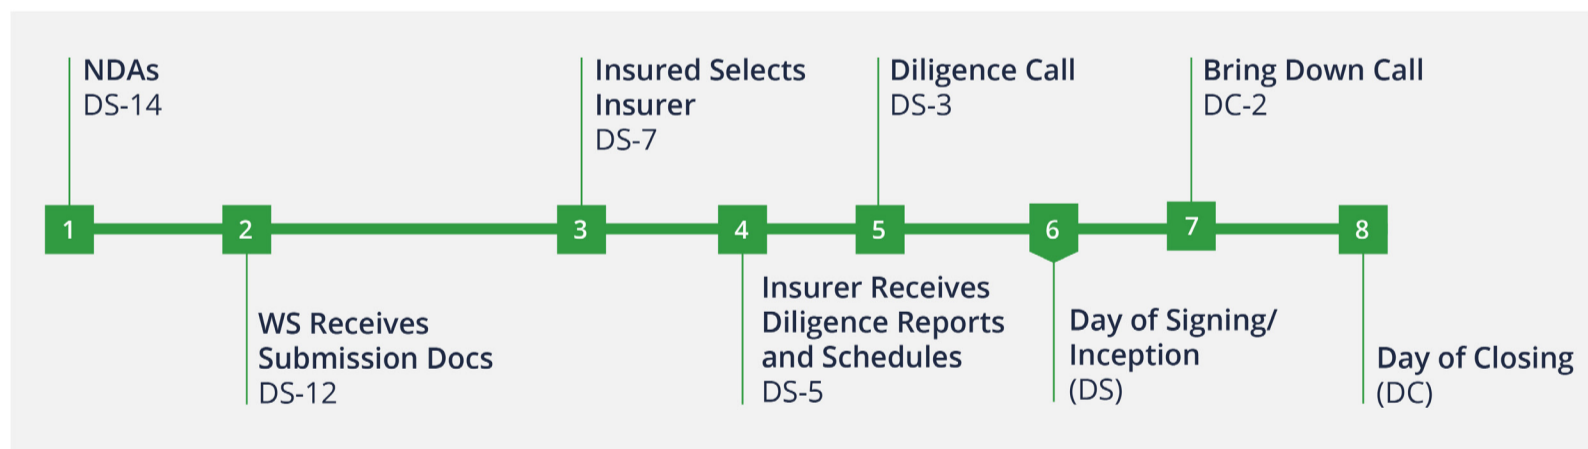 NDAs
DS-14
Insured Selects
Insurer
DS-7
Diligence Call
DS-3
Bring Down Call
DC-2
1
2
3
4
5
6
7
8
WS Receives
Submission Docs
DS-12
Insurer Receives
Diligence Reports
and Schedules
DS-5
Day of Signing/
Inception
(DS)
Day of Closing
(DC)